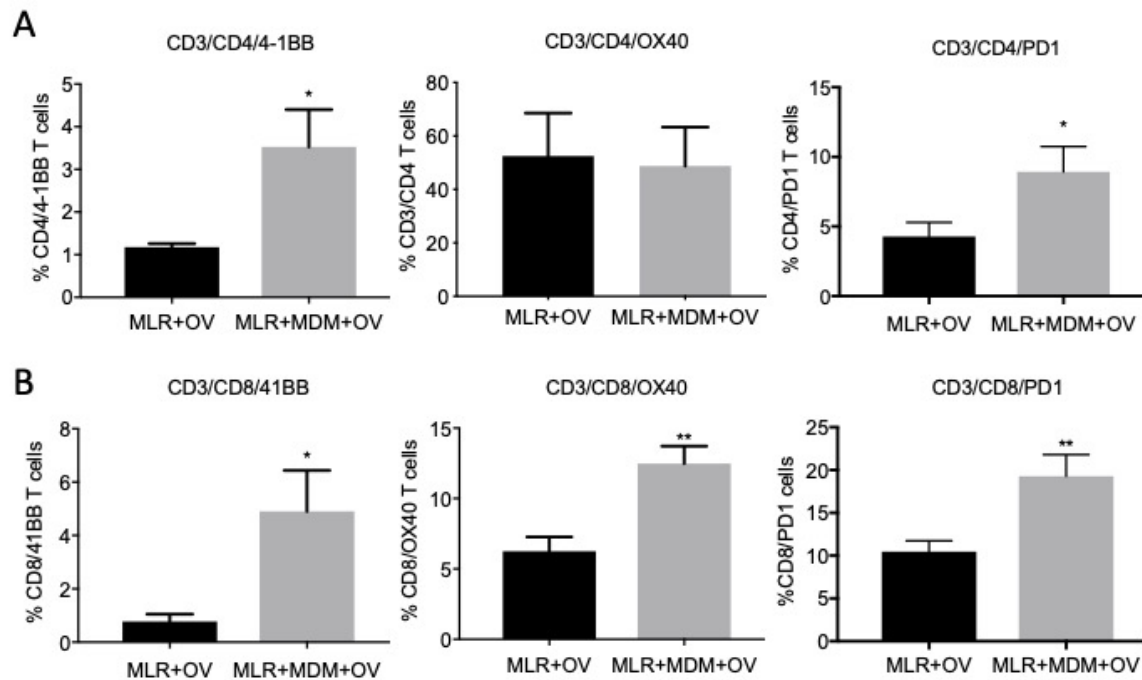 A
CD3/CD4/4-1BB
% CD4/4-1BB T cells
5
4
3
2
1
0
*
MLR+OV
MLR+MDM+OV
CD3/CD4/OX40
% CD3/CD4 T cells
80
60
40
20
0
MLR+OV
MLR+MDM+OV
CD3/CD4/PD1
% CD4/PD1 T cells
15
10
5
0
*
MLR+OV
MLR+MDM+OV
B
CD3/CD8/41BB
% CD8/41BB T cells
8
6
4
2
0
*
MLR+OV
MLR+MDM+OV
CD3/CD8/OX40
% CD8/OX40 T cells
15
10
5
0
**
MLR+OV
MLR+MDM+OV
CD3/CD8/PD1
%CD8/PD1 cells
25
20
15
10
5
0
**
MLR+OV
MLR+MDM+OV